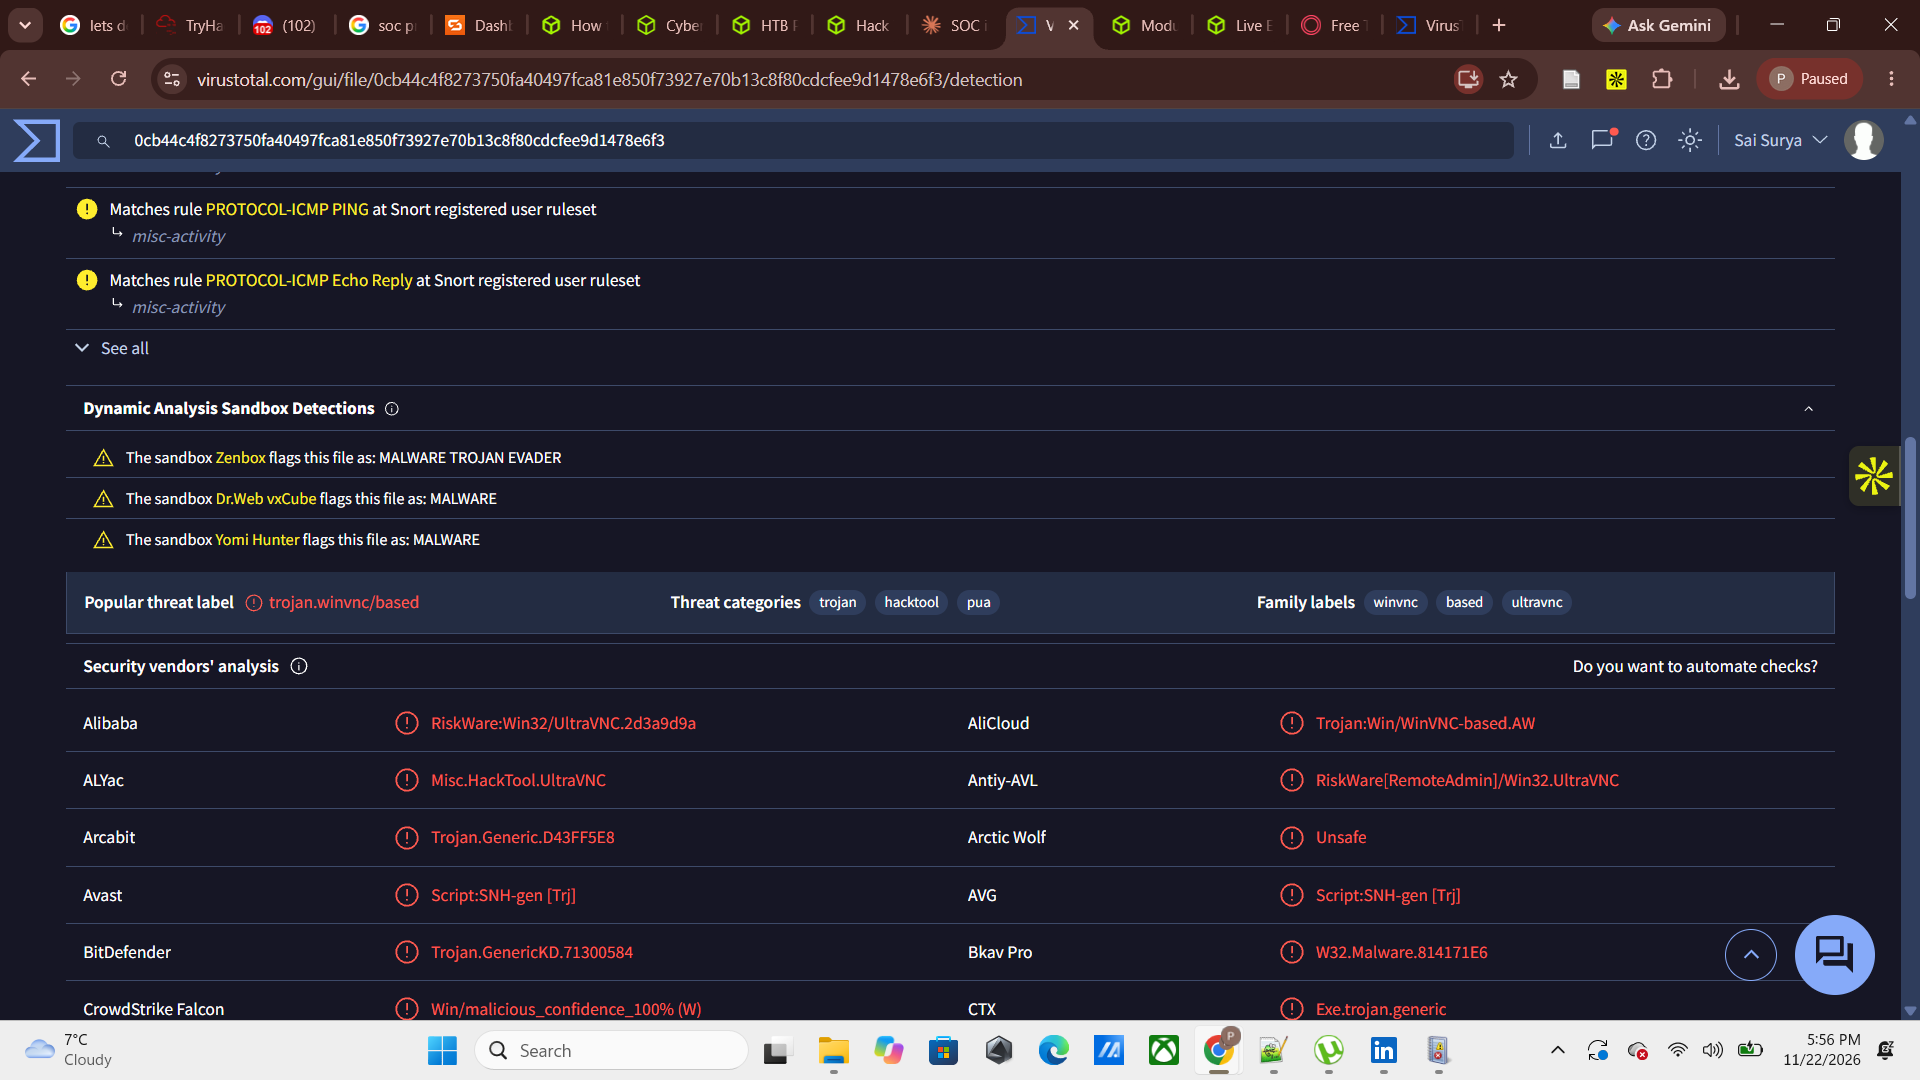 lets d
TryHa
(102)
soc p
Dash
How
Cybe
HTB
Hack
SOC
V
Modu
Live E
Free
Virus
Ask Gemini
virustotal.com/gui/file/0cb44c4f8273750fa40497fca81e850f73927e70b13c8f80cdcfee9d1478e6f3/detection
P Paused
0cb44c4f8273750fa40497fca81e850f73927e70b13c8f80cdcfee9d1478e6f3
Sai Surya
Matches rule PROTOCOL-ICMP PING at Snort registered user ruleset
misc-activity
Matches rule PROTOCOL-ICMP Echo Reply at Snort registered user ruleset
misc-activity
See all
Dynamic Analysis Sandbox Detections
The sandbox Zenbox flags this file as: MALWARE TROJAN EVADER
The sandbox Dr.Web vxCube flags this file as: MALWARE
The sandbox Yomi Hunter flags this file as: MALWARE
Popular threat label trojan.winvnc/based Threat categories trojan hacktool pua Family labels winvnc based ultravnc
Security vendors' analysis Do you want to automate checks?
Alibaba RiskWare:Win32/UltraVNC.2d3a9d9a AliCloud Trojan:Win/WinVNC-based.AW
ALYac Misc.HackTool.UltraVNC Antiy-AVL RiskWare[RemoteAdmin]/Win32.UltraVNC
Arcabit Trojan.Generic.D43FF5E8 Arctic Wolf Unsafe
Avast Script:SNH-gen [Trj] AVG Script:SNH-gen [Trj]
BitDefender Trojan.GenericKD.71300584 Bkav Pro W32.Malware.814171E6
CrowdStrike Falcon Win/malicious_confidence_100% (W) CTX Exe.trojan.generic
7°C
Cloudy
Search
P
5:56 PM
11/22/2026